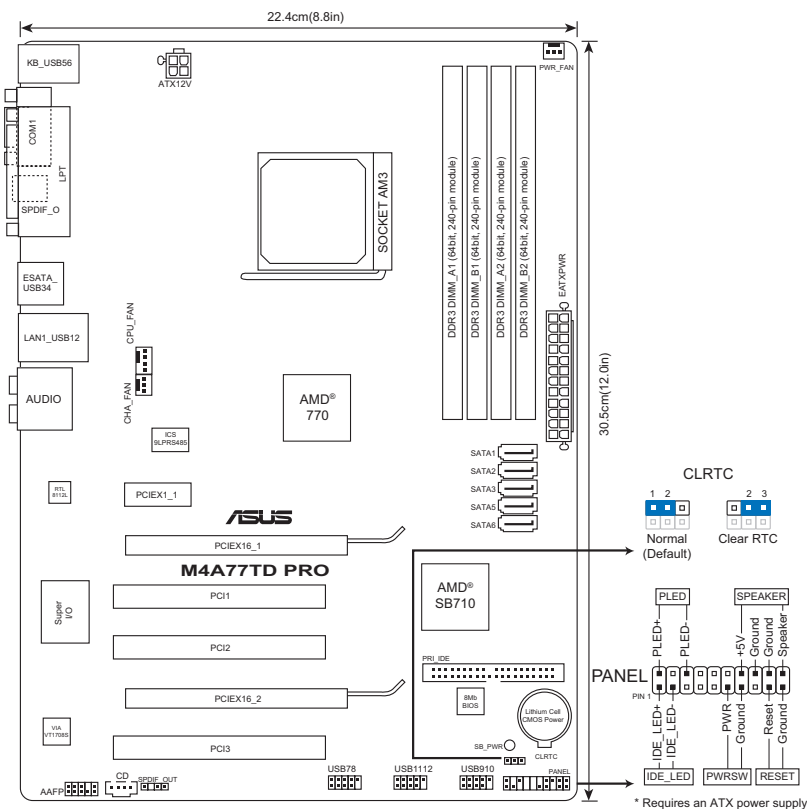 22.4cm(8.8in)
KB_USB56
ATX12V
PWR_FAN
COM1
LPT
SPDIF_O
SOCKET AM3
DDR3 DIMM_A1 (64bit, 240-pin module)
DDR3 DIMM_B1 (64bit, 240-pin module)
DDR3 DIMM_A2 (64bit, 240-pin module)
DDR3 DIMM_B2 (64bit, 240-pin module)
EATXPWR
30.5cm(12.0in)
ESATA_
USB34
LAN1_USB12
CPU_FAN
CHA_FAN
AUDIO
AMD®
770
ICS
9LPRS485
SATA1
SATA2
SATA3
SATA5
SATA6
RTL
8112L
PCIEX1_1
ASUS
PCIEX16_1
M4A77TD PRO
CLRTC
1 2
2 3
Normal
(Default)
Clear RTC
Super
I/O
PCI1
AMD®
SB710
PCI2
PRI_IDE
8Mb
BIOS
PCIEX16_2
Lithium Cell
CMOS Power
VIA
VT1708S
PCI3
SB_PWR
CLRTC
PLED
SPEAKER
PLED+
PLED-
+5V
Ground
Ground
Speaker
PANEL
PIN 1
IDE_LED+
IDE_LED-
PWR
Ground
Reset
Ground
IDE_LED
PWRSW
RESET
AAFP
CD
SPDIF_OUT
USB78
USB1112
USB910
PANEL
* Requires an ATX power supply